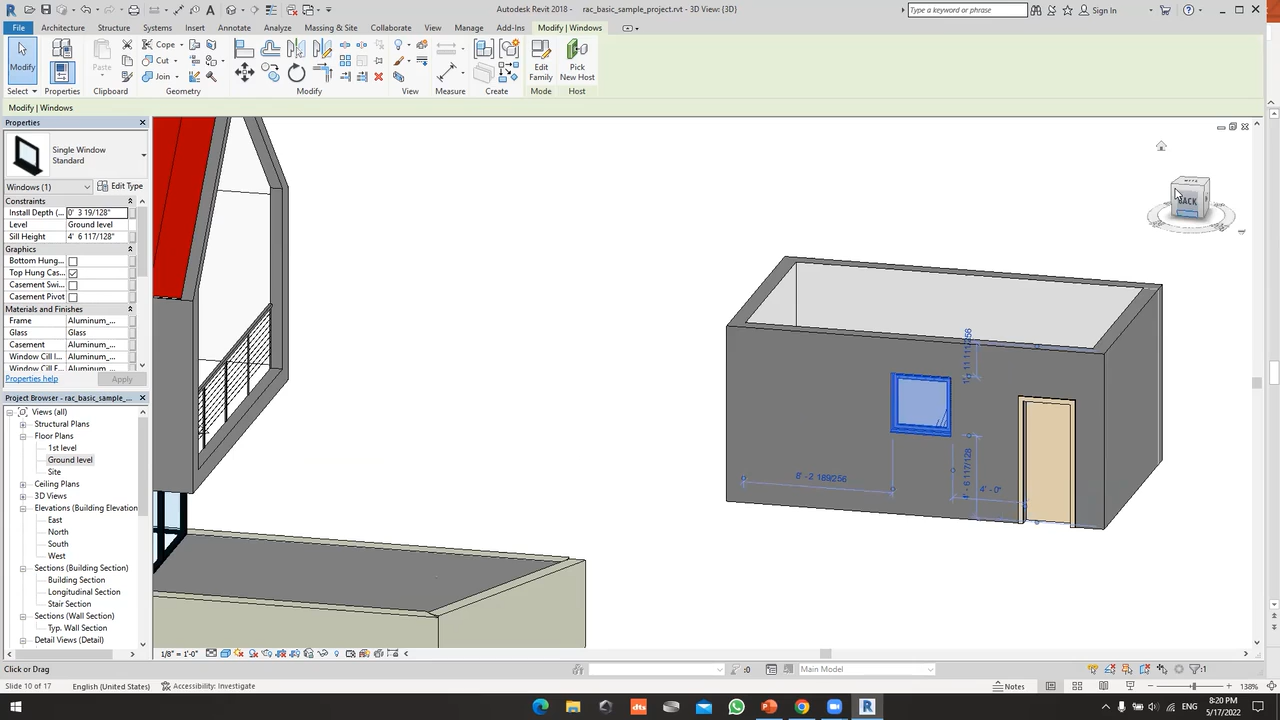 Autodesk Revit 2018 - rac_basic_sample_project.rvt - 3D View: {3D}
Type a keyword or phrase
Sign In
File Architecture Structure Systems Insert Annotate Analyze Massing & Site Collaborate View Manage Add-Ins Modify | Windows
Modify
Paste
Cope
Cut
Join
Edit
Family
Pick
New Host
Select Properties Clipboard Geometry Modify View Measure Create Mode Host
Modify | Windows
Properties
Single Window
Standard
Windows (1)
Edit Type
Constraints
Install Depth (... 0' 3 19/128"
Level Ground level
Sill Height 4' 6 117/128"
Graphics
Bottom Hung...
Top Hung Cas...
Casement Swi...
Casement Pivot
Materials and Finishes
Frame Aluminum_...
Glass Glass
Casement Aluminum_...
Window Cill I... Aluminum_...
Window Cill E... Aluminum_...
Properties help
Apply
Project Browser - rac_basic_sample_...
Views (all)
Structural Plans
Floor Plans
1st level
Ground level
Site
Ceiling Plans
3D Views
Elevations (Building Elevation
East
North
South
West
Sections (Building Section)
Building Section
Longitudinal Section
Stair Section
Sections (Wall Section)
Typ. Wall Section
Detail Views (Detail)
BACK
8' -2 189/256
4' - 6 117/128
4' - 0"
1/8" = 1'-0"
Click or Drag
:0
Main Model
:1
Slide 10 of 17
English (United States)
Accessibility: Investigate
Notes
138%
dts
ENG
8:20 PM
5/17/2022